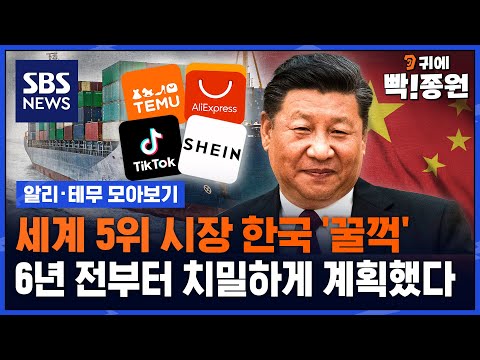 SBS
NEWS
TEMU
AliExpress
TikTok
SHEIN
귀에
빡!종원
알리·테무 모아보기
세계 5위 시장 한국 '꿀꺽'
6년 전부터 치밀하게 계획했다